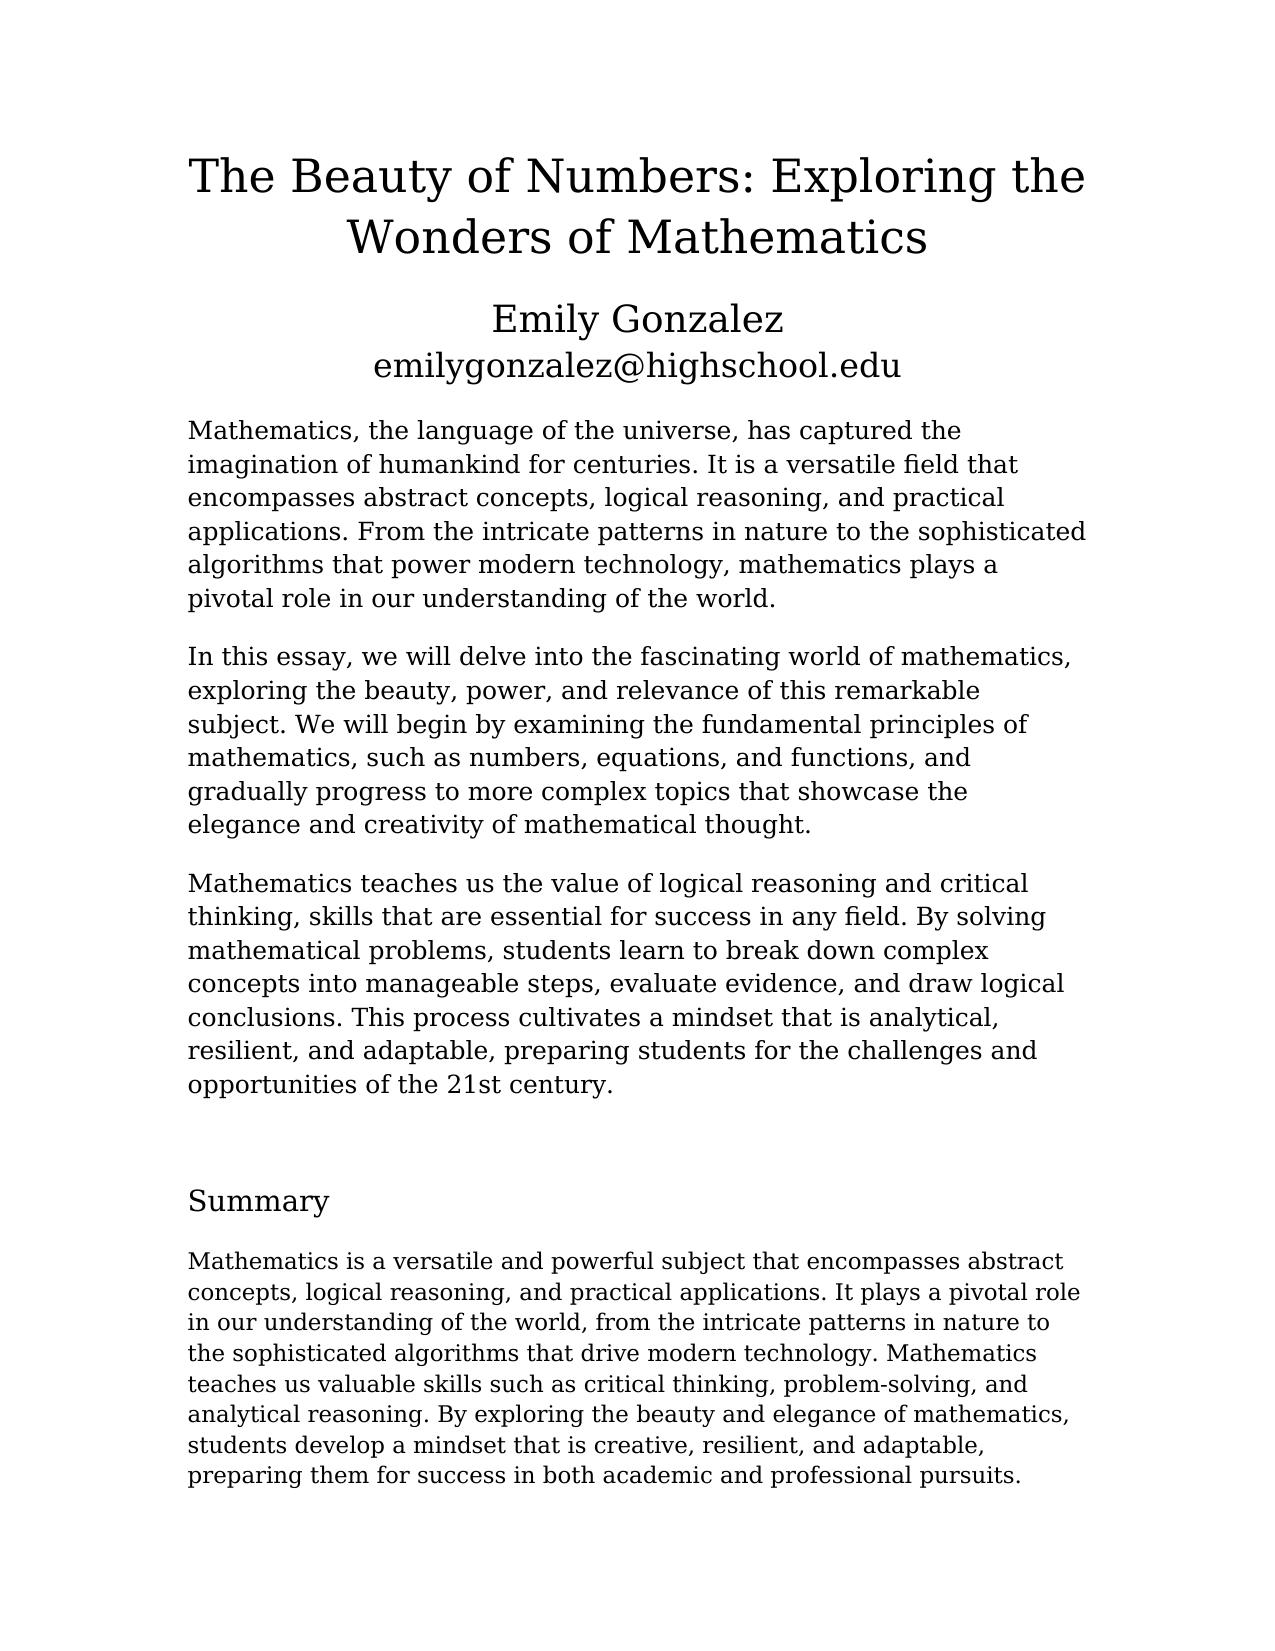 The Beauty of Numbers: Exploring the
Wonders of Mathematics
Emily Gonzalez
emilygonzalez@highschool.edu
Mathematics, the language of the universe, has captured the
imagination of humankind for centuries. It is a versatile field that
encompasses abstract concepts, logical reasoning, and practical
applications. From the intricate patterns in nature to the sophisticated
algorithms that power modern technology, mathematics plays a
pivotal role in our understanding of the world.
In this essay, we will delve into the fascinating world of mathematics,
exploring the beauty, power, and relevance of this remarkable
subject. We will begin by examining the fundamental principles of
mathematics, such as numbers, equations, and functions, and
gradually progress to more complex topics that showcase the
elegance and creativity of mathematical thought.
Mathematics teaches us the value of logical reasoning and critical
thinking, skills that are essential for success in any field. By solving
mathematical problems, students learn to break down complex
concepts into manageable steps, evaluate evidence, and draw logical
conclusions. This process cultivates a mindset that is analytical,
resilient, and adaptable, preparing students for the challenges and
opportunities of the 21st century.
Summary
Mathematics is a versatile and powerful subject that encompasses abstract
concepts, logical reasoning, and practical applications. It plays a pivotal role
in our understanding of the world, from the intricate patterns in nature to
the sophisticated algorithms that drive modern technology. Mathematics
teaches us valuable skills such as critical thinking, problem-solving, and
analytical reasoning. By exploring the beauty and elegance of mathematics,
students develop a mindset that is creative, resilient, and adaptable,
preparing them for success in both academic and professional pursuits.